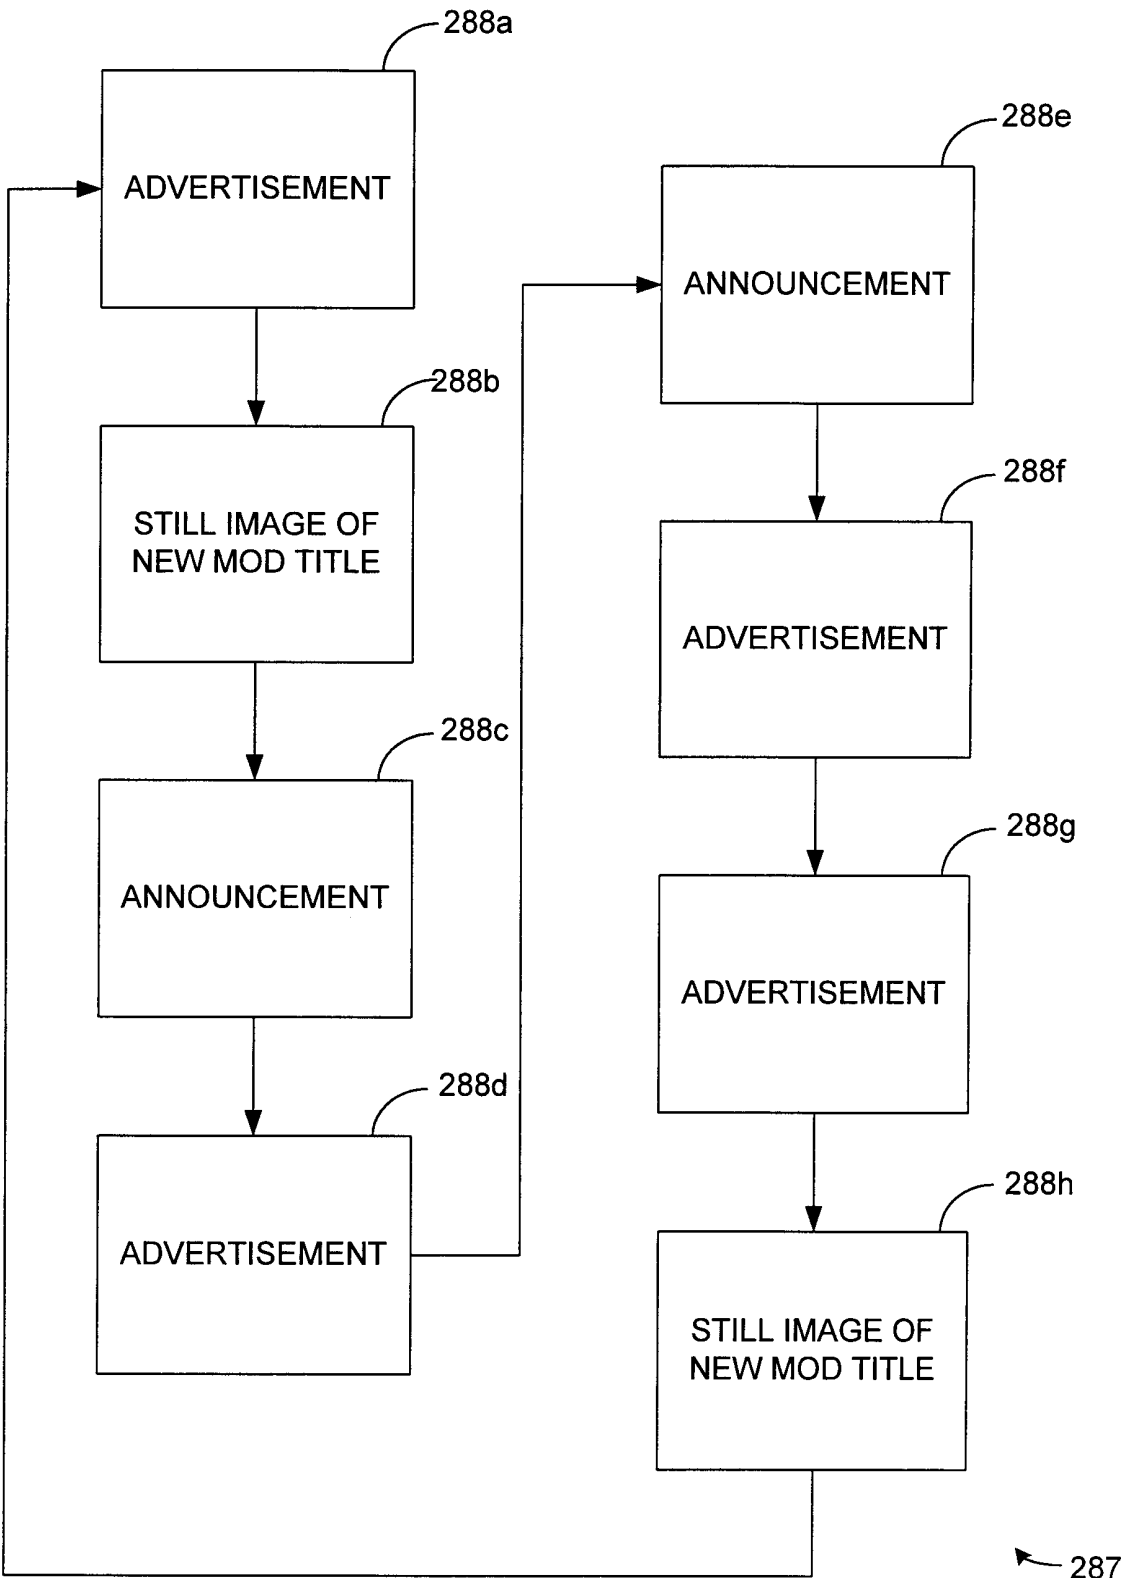 288a
ADVERTISEMENT
288b
STILL IMAGE OF
NEW MOD TITLE
288c
ANNOUNCEMENT
288d
ADVERTISEMENT
288e
ANNOUNCEMENT
288f
ADVERTISEMENT
288g
ADVERTISEMENT
288h
STILL IMAGE OF
NEW MOD TITLE
287